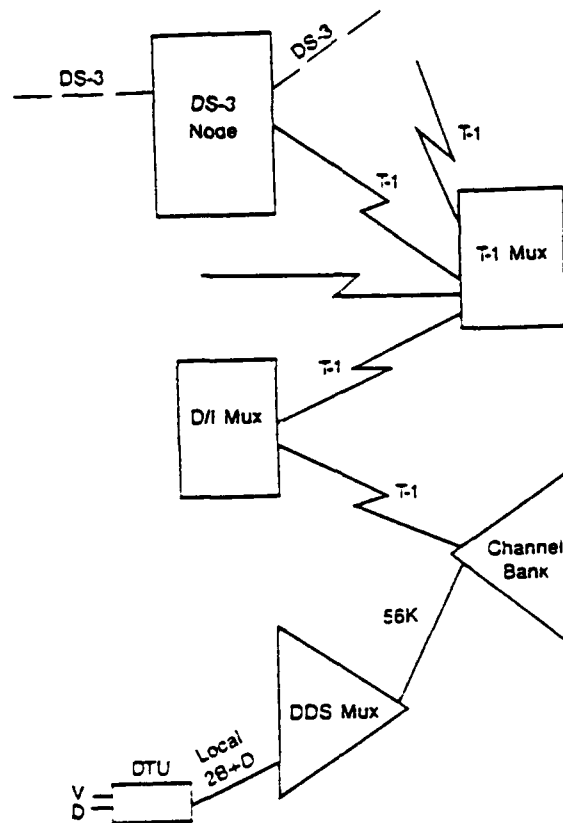 DS-3
DS-3
DS-3
Node
T-1
T-1
T-1 Mux
T-1
D/I Mux
T-1
Channel
Bank
56K
DDS Mux
Local
2B+D
DTU
V
D